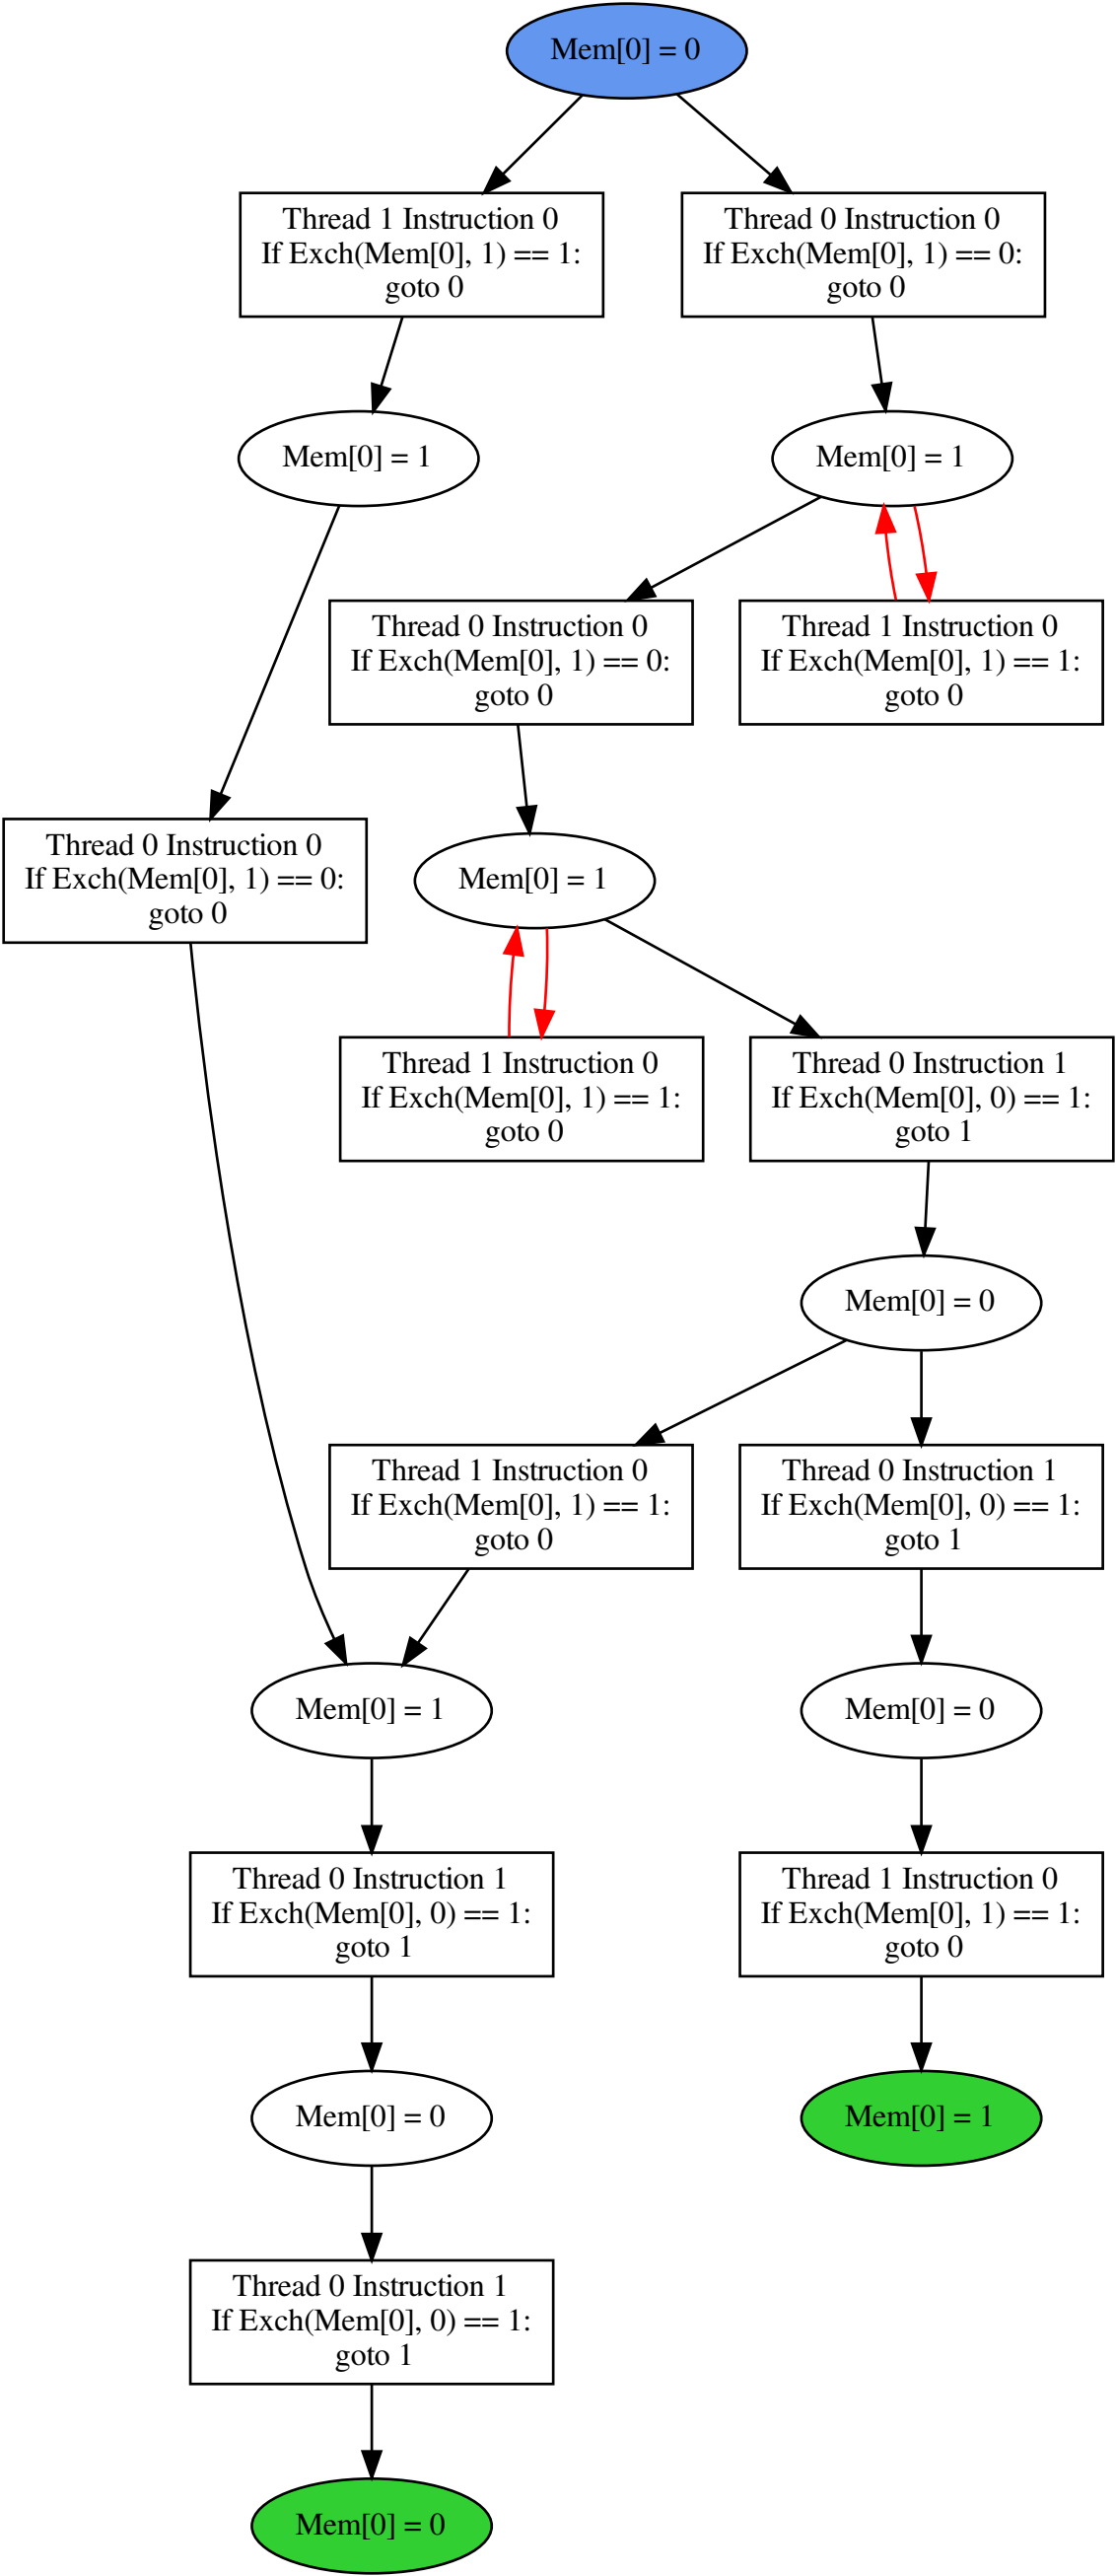 Mem[0] = 0
Thread 1 Instruction 0
If Exch(Mem[0], 1) == 1:
goto 0
Thread 0 Instruction 0
If Exch(Mem[0], 1) == 0:
goto 0
Mem[0] = 1
Mem[0] = 1
Thread 0 Instruction 0
If Exch(Mem[0], 1) == 0:
goto 0
Thread 1 Instruction 0
If Exch(Mem[0], 1) == 1:
goto 0
Thread 0 Instruction 0
If Exch(Mem[0], 1) == 0:
goto 0
Mem[0] = 1
Thread 1 Instruction 0
If Exch(Mem[0], 1) == 1:
goto 0
Thread 0 Instruction 1
If Exch(Mem[0], 0) == 1:
goto 1
Mem[0] = 0
Thread 1 Instruction 0
If Exch(Mem[0], 1) == 1:
goto 0
Thread 0 Instruction 1
If Exch(Mem[0], 0) == 1:
goto 1
Mem[0] = 1
Mem[0] = 0
Thread 0 Instruction 1
If Exch(Mem[0], 0) == 1:
goto 1
Thread 1 Instruction 0
If Exch(Mem[0], 1) == 1:
goto 0
Mem[0] = 0
Mem[0] = 1
Thread 0 Instruction 1
If Exch(Mem[0], 0) == 1:
goto 1
Mem[0] = 0